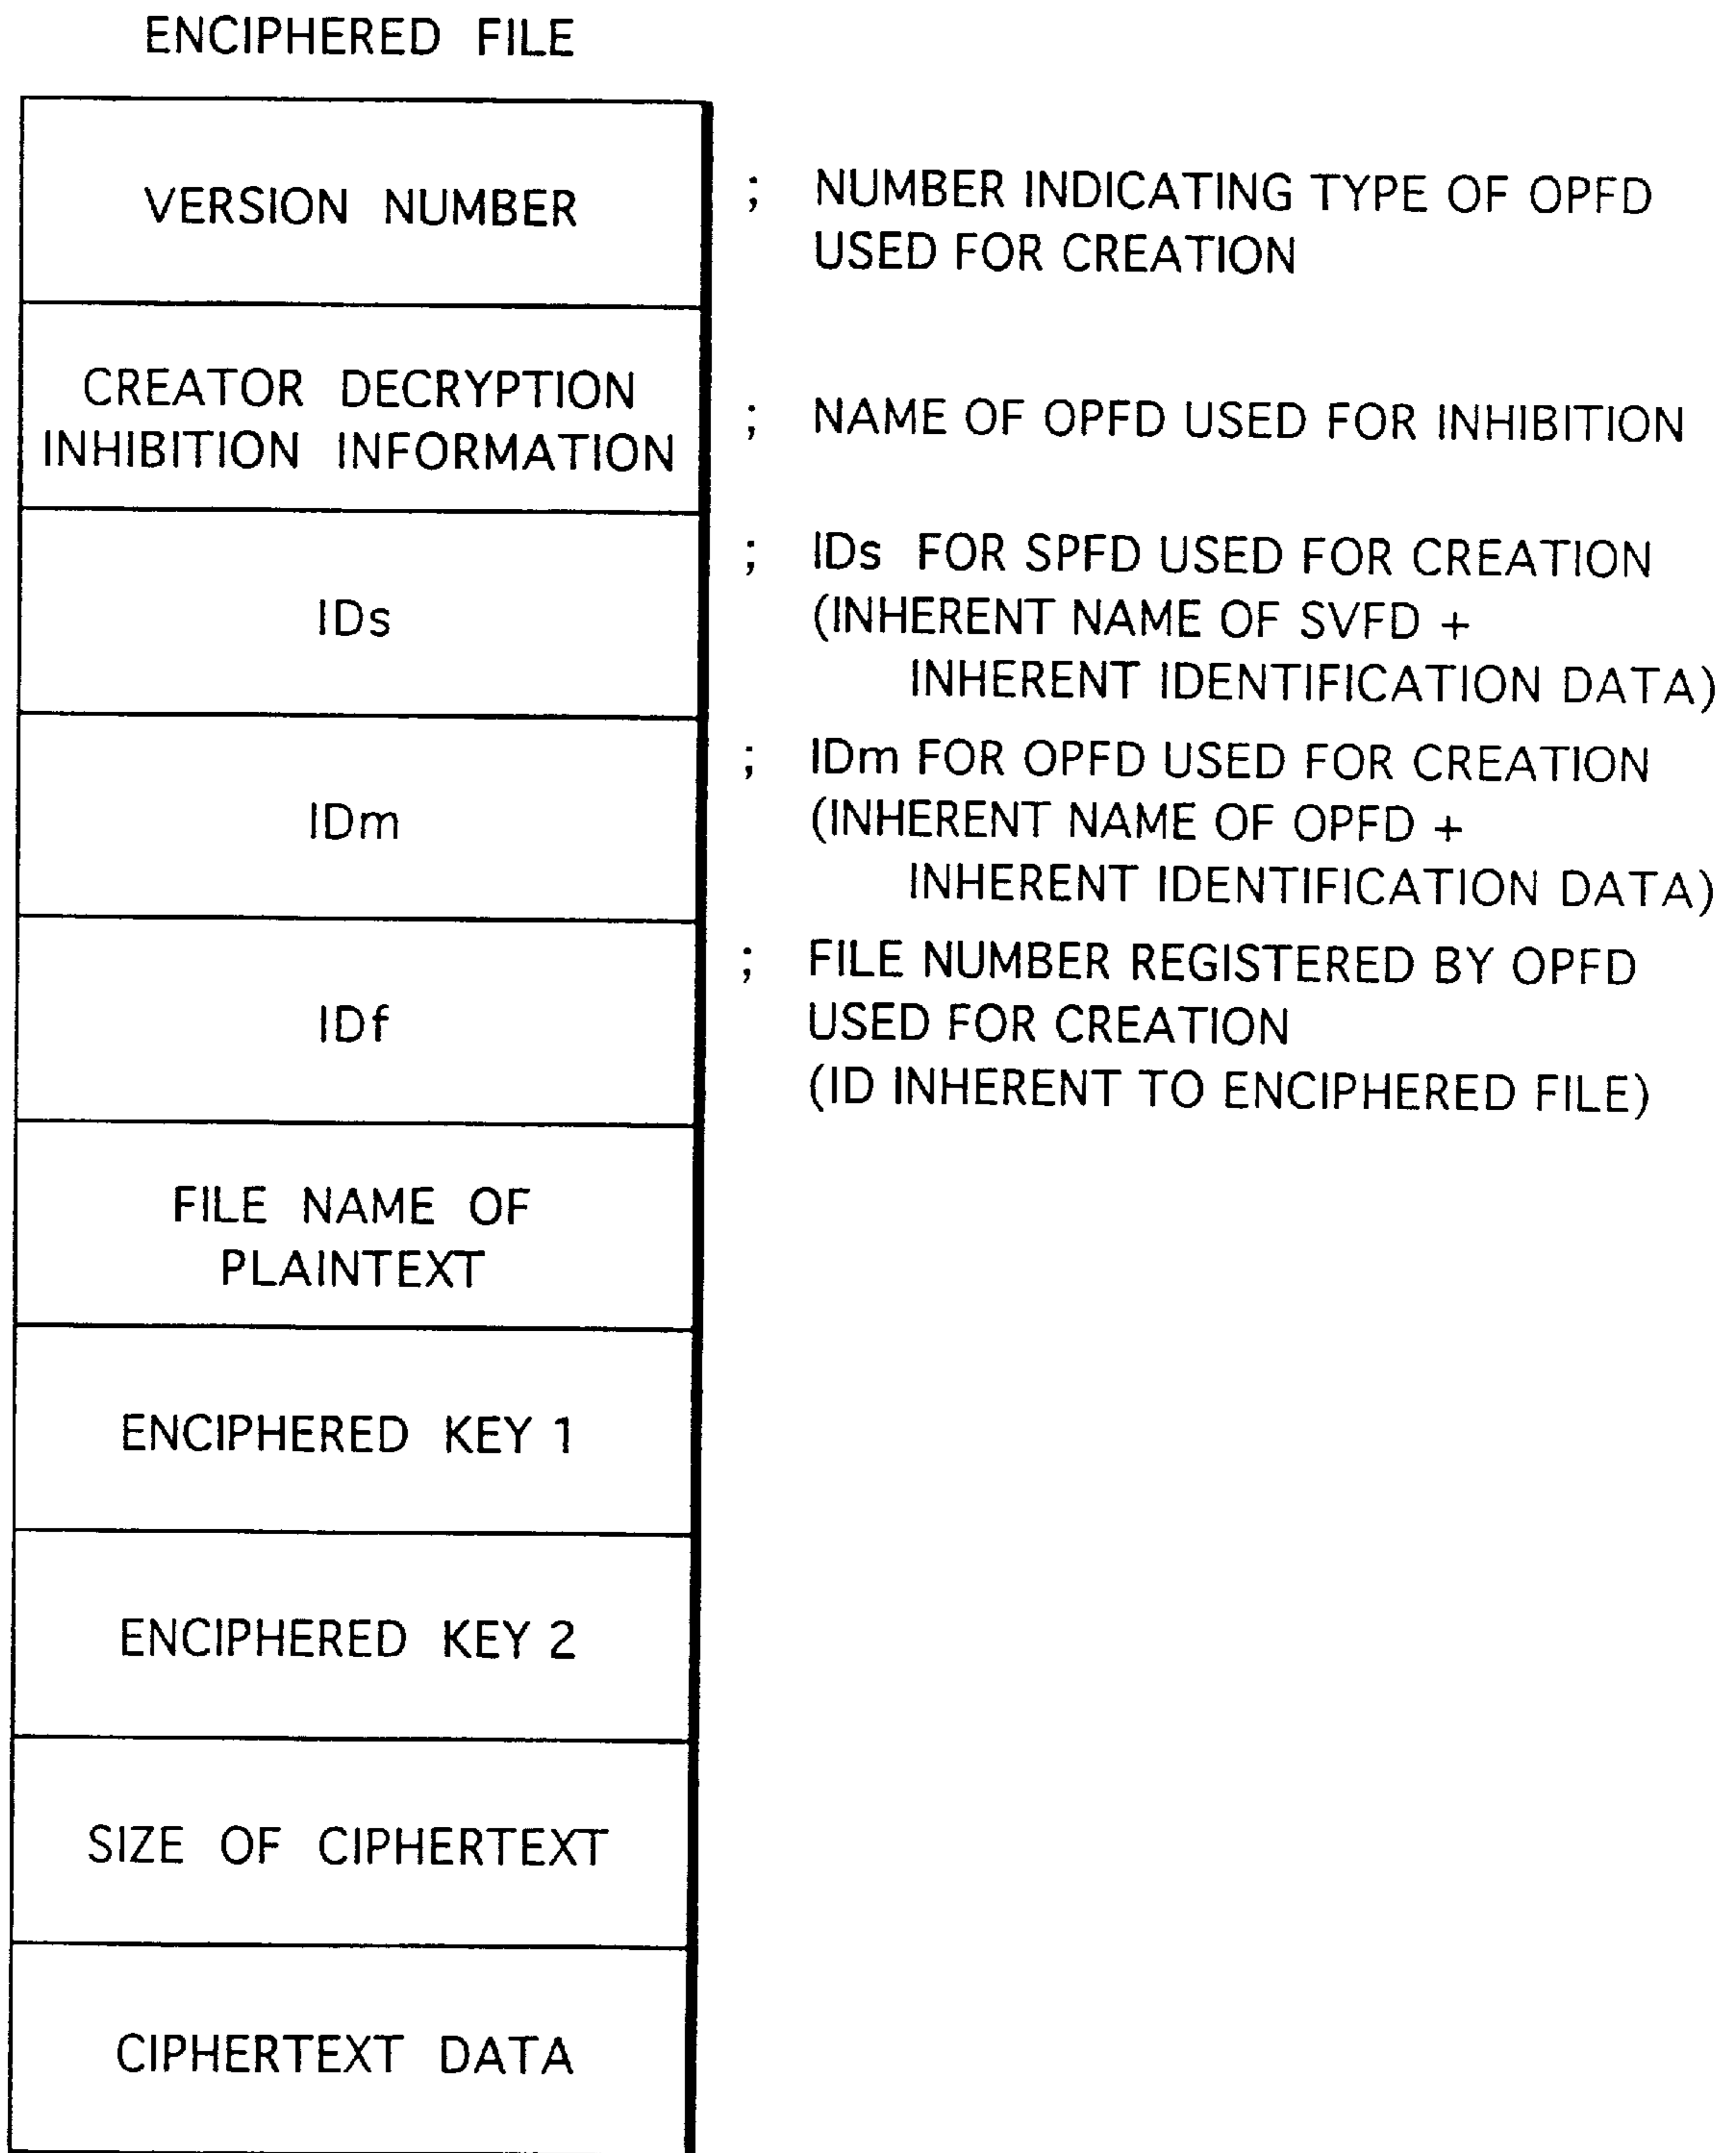 ENCIPHERED FILE
VERSION NUMBER
; NUMBER INDICATING TYPE OF OPFD
USED FOR CREATION
CREATOR DECRYPTION
INHIBITION INFORMATION
; NAME OF OPFD USED FOR INHIBITION
IDs
; IDs FOR SPFD USED FOR CREATION
(INHERENT NAME OF SVFD +
INHERENT IDENTIFICATION DATA)
IDm
; IDm FOR OPFD USED FOR CREATION
(INHERENT NAME OF OPFD +
INHERENT IDENTIFICATION DATA)
IDf
; FILE NUMBER REGISTERED BY OPFD
USED FOR CREATION
(ID INHERENT TO ENCIPHERED FILE)
FILE NAME OF
PLAINTEXT
ENCIPHERED KEY 1
ENCIPHERED KEY 2
SIZE OF CIPHERTEXT
CIPHERTEXT DATA